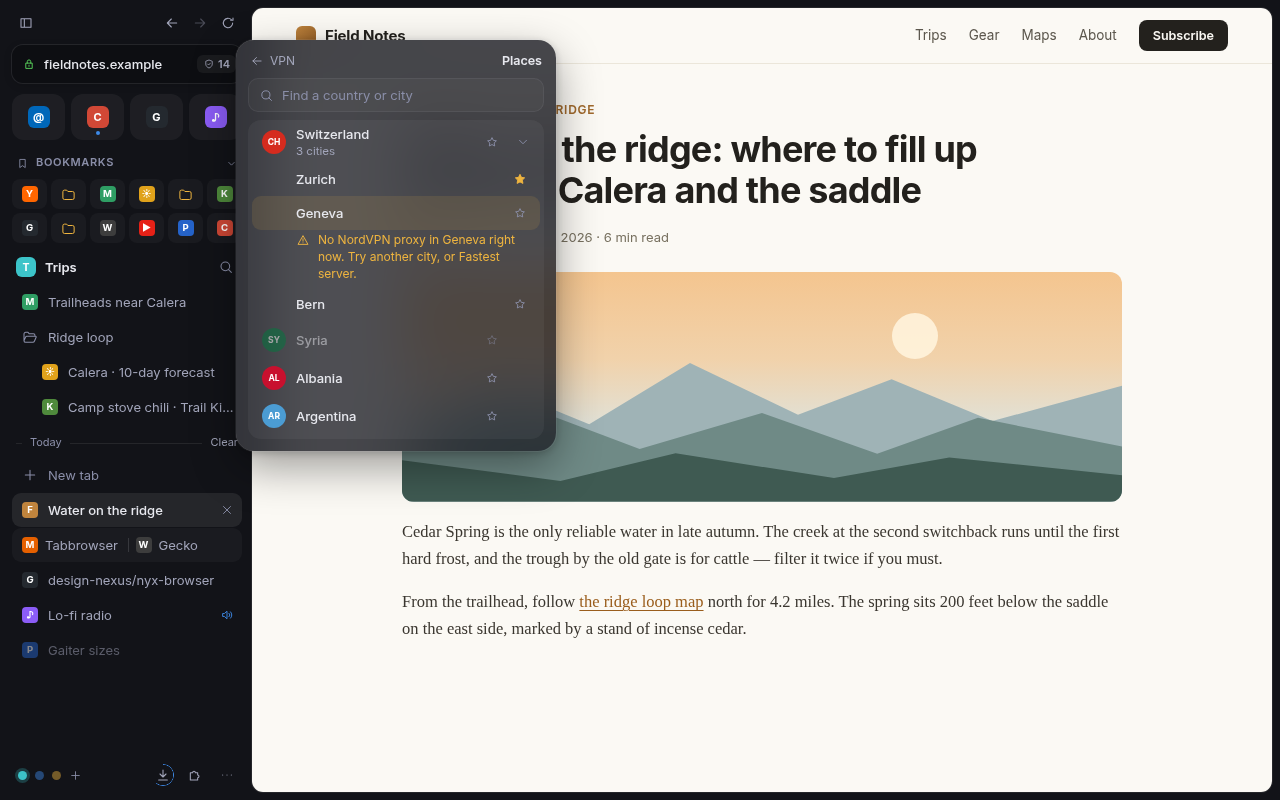 fieldnotes.example
14
@
C
G
BOOKMARKS
Y
M
K
G
W
P
C
T Trips
M Trailheads near Calera
Ridge loop
Calera · 10-day forecast
K Camp stove chili · Trail Ki...
Today
Clear
New tab
F Water on the ridge
M Tabbrowser
W Gecko
G design-nexus/nyx-browser
Lo-fi radio
P Gaiter sizes
VPN
Places
Find a country or city
CH Switzerland
3 cities
Zurich
Geneva
No NordVPN proxy in Geneva right
now. Try another city, or Fastest
server.
Bern
SY Syria
AL Albania
AR Argentina
Field Notes
Trips
Gear
Maps
About
Subscribe
RIDGE
the ridge: where to fill up
Calera and the saddle
2026 · 6 min read
Cedar Spring is the only reliable water in late autumn. The creek at the second switchback runs until the first
hard frost, and the trough by the old gate is for cattle — filter it twice if you must.
From the trailhead, follow the ridge loop map north for 4.2 miles. The spring sits 200 feet below the saddle
on the east side, marked by a stand of incense cedar.